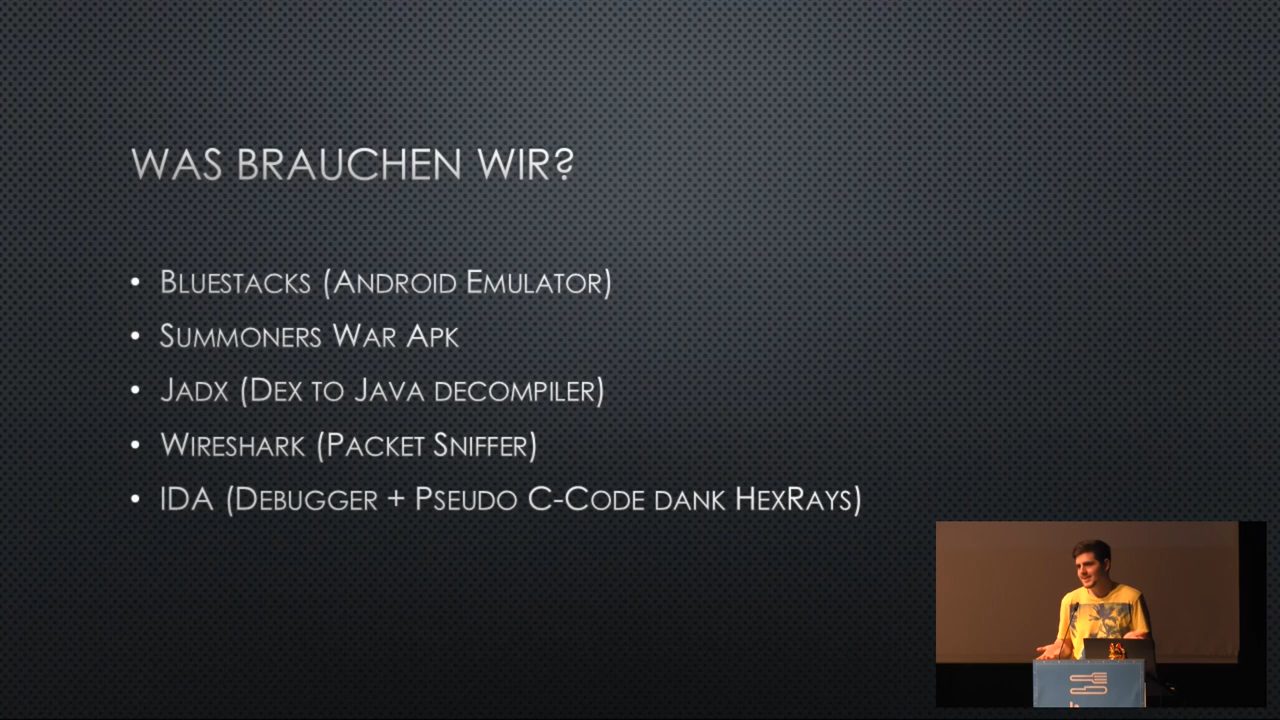 WAS BRAUCHEN WIR?
• BLUESTACKS (ANDROID EMULATOR)
• SUMMONERS WAR APK
• JADX (DEX TO JAVA DECOMPILER)
• WIRESHARK (PACKET SNIFFER)
• IDA (DEBUGGER + PSEUDO C-CODE DANK HEXRAYS)